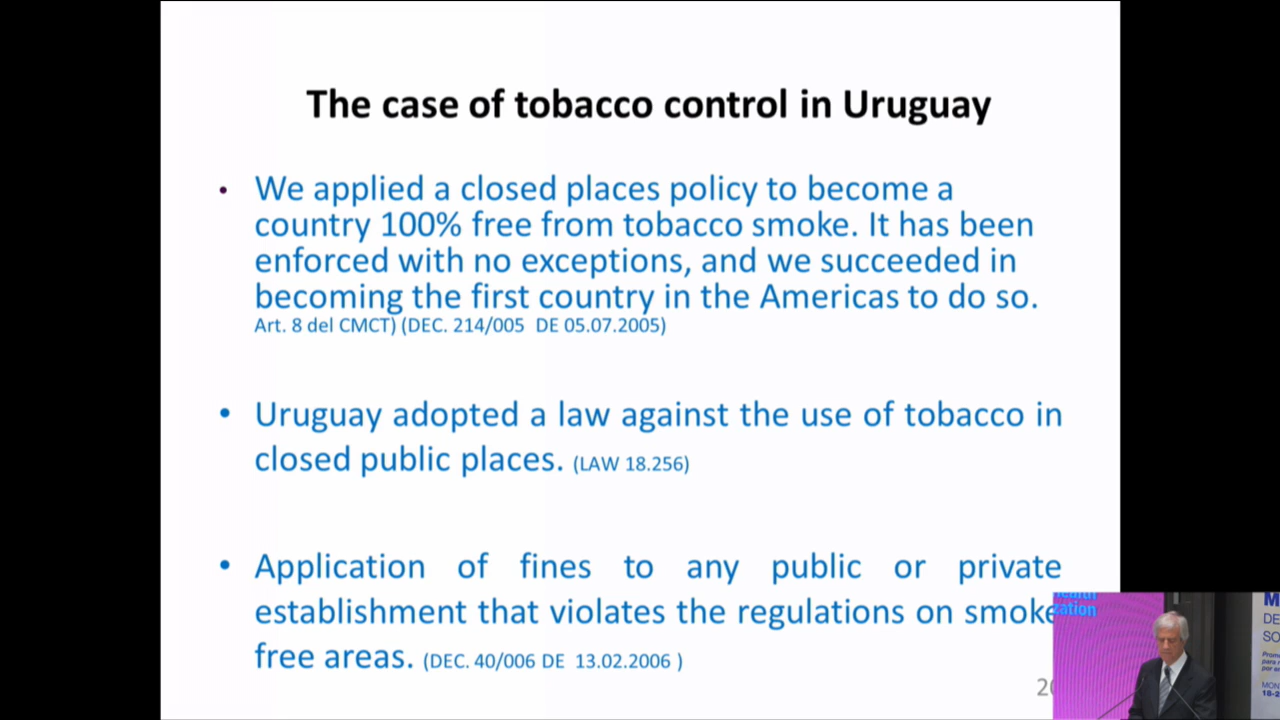 The case of tobacco control in Uruguay
• We applied a closed places policy to become a
country 100% free from tobacco smoke. It has been
enforced with no exceptions, and we succeeded in
becoming the first country in the Americas to do so.
Art. 8 del CMCT) (DEC. 214/005 DE 05.07.2005)
• Uruguay adopted a law against the use of tobacco in
closed public places. (LAW 18.256)
• Application of fines to any public or private
establishment that violates the regulations on smoke
free areas. (DEC. 40/006 DE 13.02.2006 )